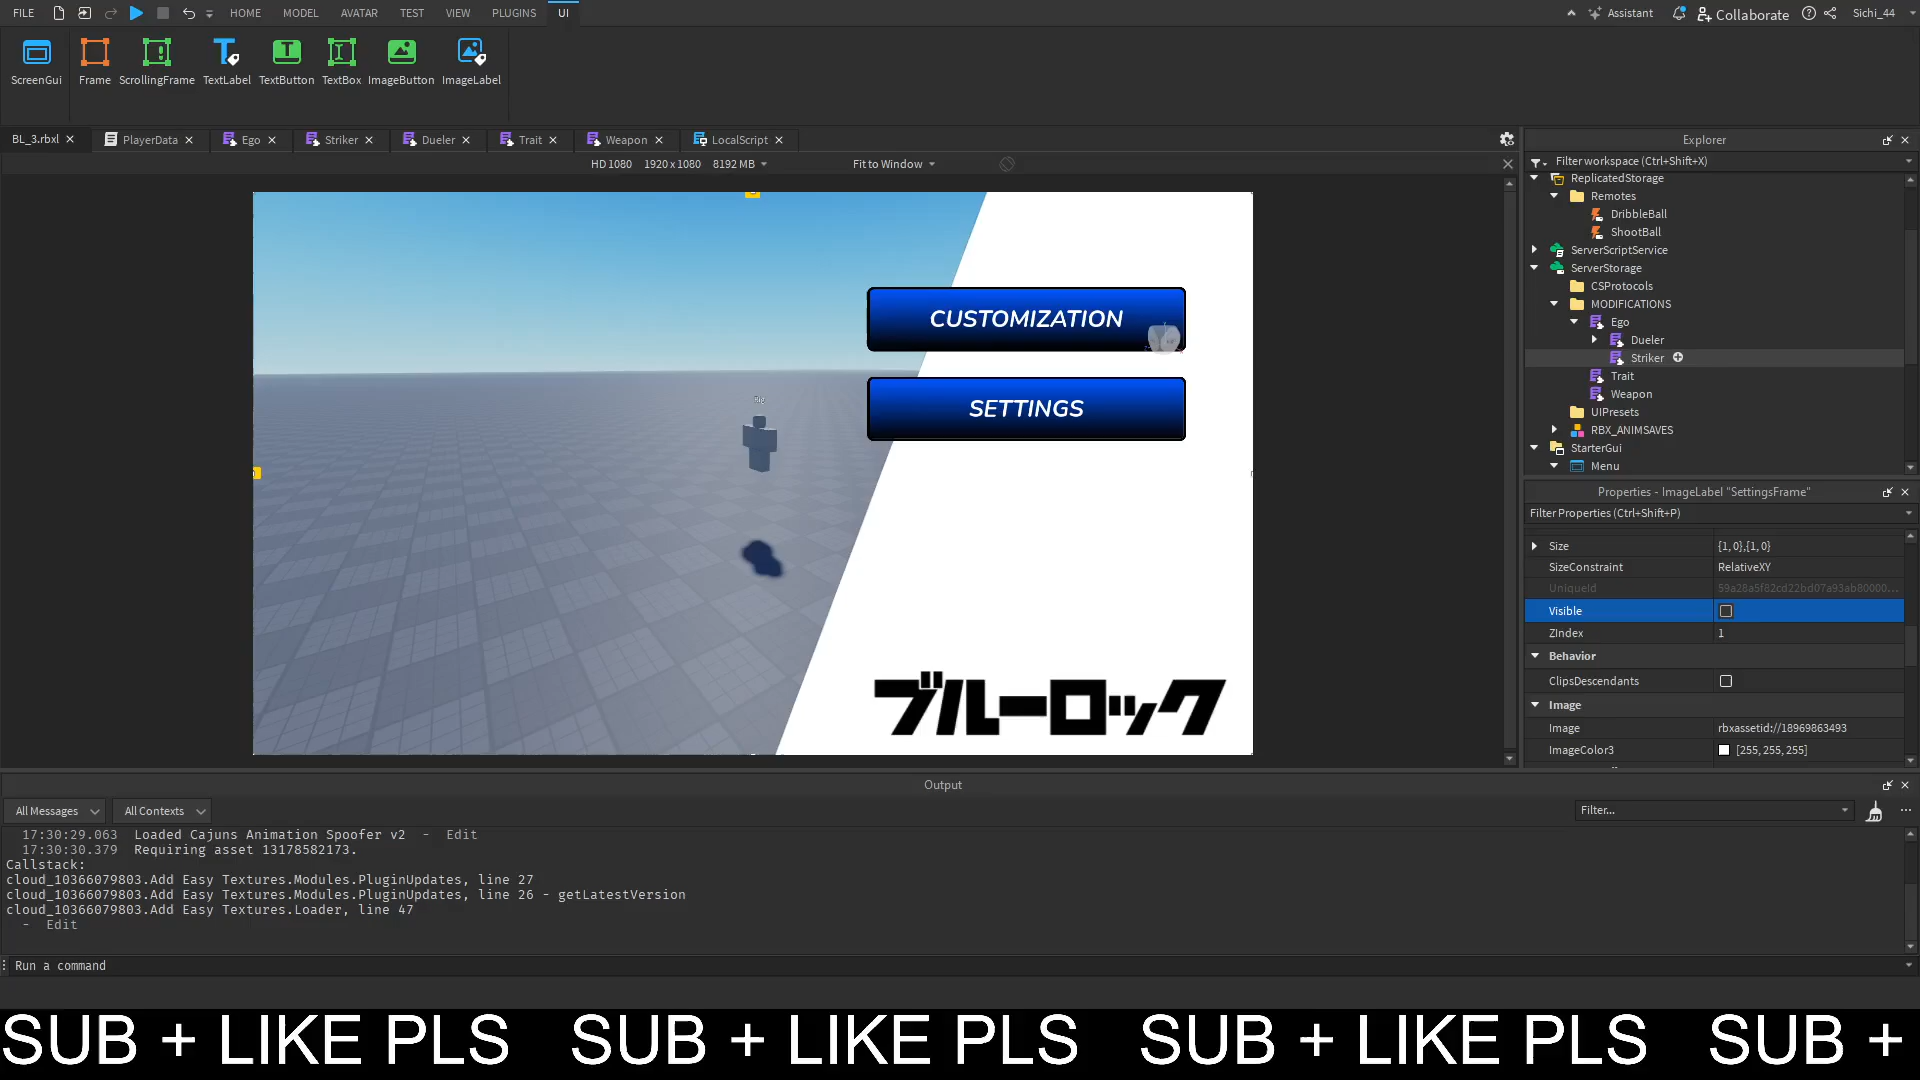 FILE HOME MODEL AVATAR TEST VIEW PLUGINS UI Assistant Collaborate Sichi_44
ScreenGui Frame ScrollingFrame TextLabel TextButton TextBox ImageButton ImageLabel
BL_3.rbxl PlayerData Ego Striker Dueler Trait Weapon LocalScript
HD 1080 1920 x 1080 8192 MB Fit to Window
CUSTOMIZATION
SETTINGS
ブルーロック
Explorer
Filter workspace (Ctrl+Shift+X)
ReplicatedStorage
Remotes
DribbleBall
ShootBall
ServerScriptService
ServerStorage
CSProtocols
MODIFICATIONS
Ego
Dueler
Striker
Trait
Weapon
UIPresets
RBX_ANIMSAVES
StarterGui
Menu
Properties - ImageLabel "SettingsFrame"
Filter Properties (Ctrl+Shift+P)
Size {1, 0},{1, 0}
SizeConstraint RelativeXY
UniqueId 59a28a5f82cd22bd07a93ab80000...
Visible
ZIndex 1
Behavior
ClipsDescendants
Image
Image rbxassetid://18969863493
ImageColor3 [255, 255, 255]
Output
All Messages All Contexts Filter...
17:30:29.063 Loaded Cajuns Animation Spoofer v2 - Edit
17:30:30.379 Requiring asset 13178582173.
Callstack:
cloud_10366079803.Add Easy Textures.Modules.PluginUpdates, line 27
cloud_10366079803.Add Easy Textures.Modules.PluginUpdates, line 26 - getLatestVersion
cloud_10366079803.Add Easy Textures.Loader, line 47
- Edit
Run a command
SUB + LIKE PLS SUB + LIKE PLS SUB + LIKE PLS SUB +